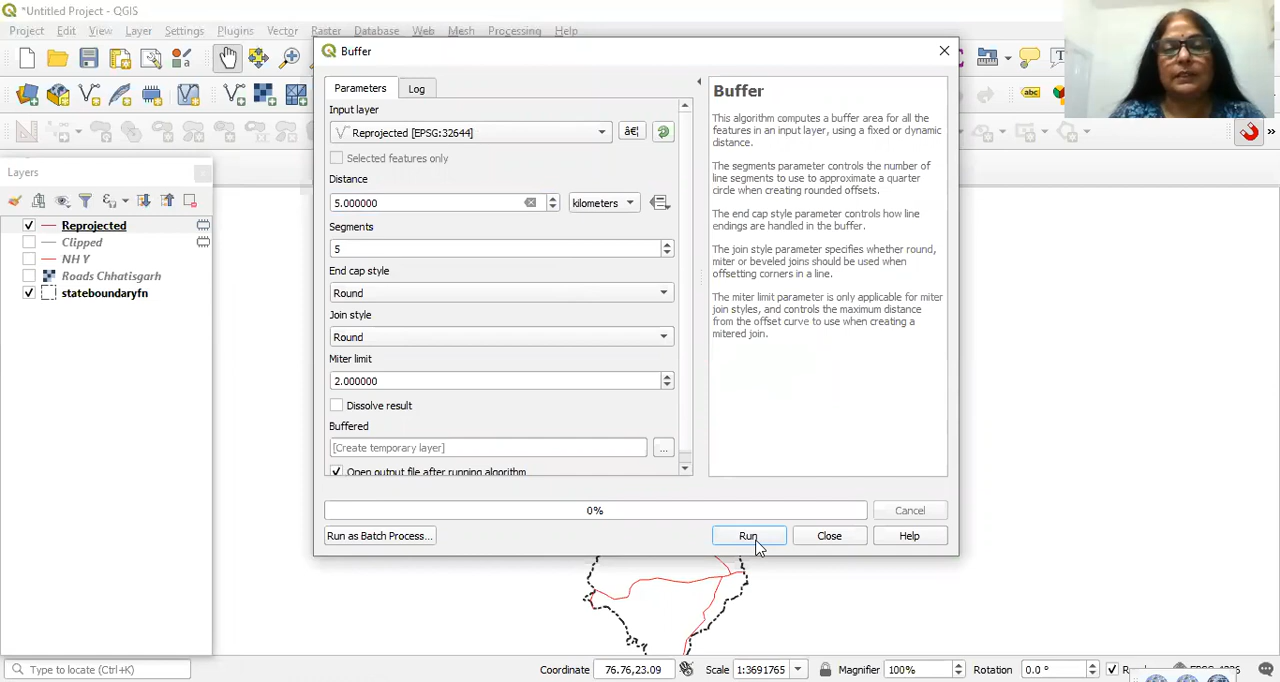 *Untitled Project - QGIS
Project Edit View Layer Settings Plugins Vector Raster Database Web Mesh Processing Help
Buffer
Parameters Log
Input layer
Reprojected [EPSG:32644] â€¦
Selected features only
Distance
5.000000 kilometers
Segments
5
End cap style
Round
Join style
Round
Miter limit
2.000000
Dissolve result
Buffered
[Create temporary layer] ...
Open output file after running algorithm
0% Cancel
Run as Batch Process... Run Close Help
Buffer
This algorithm computes a buffer area for all the
features in an input layer, using a fixed or dynamic
distance.
The segments parameter controls the number of
line segments to use to approximate a quarter
circle when creating rounded offsets.
The end cap style parameter controls how line
endings are handled in the buffer.
The join style parameter specifies whether round,
miter or beveled joins should be used when
offsetting corners in a line.
The miter limit parameter is only applicable for miter
join styles, and controls the maximum distance
from the offset curve to use when creating a
mitered join.
abc
Layers
Reprojected
Clipped
NH Y
Roads Chhatisgarh
stateboundaryfn
Type to locate (Ctrl+K) Coordinate 76.76,23.09 Scale 1:3691765 Magnifier 100% Rotation 0.0 °